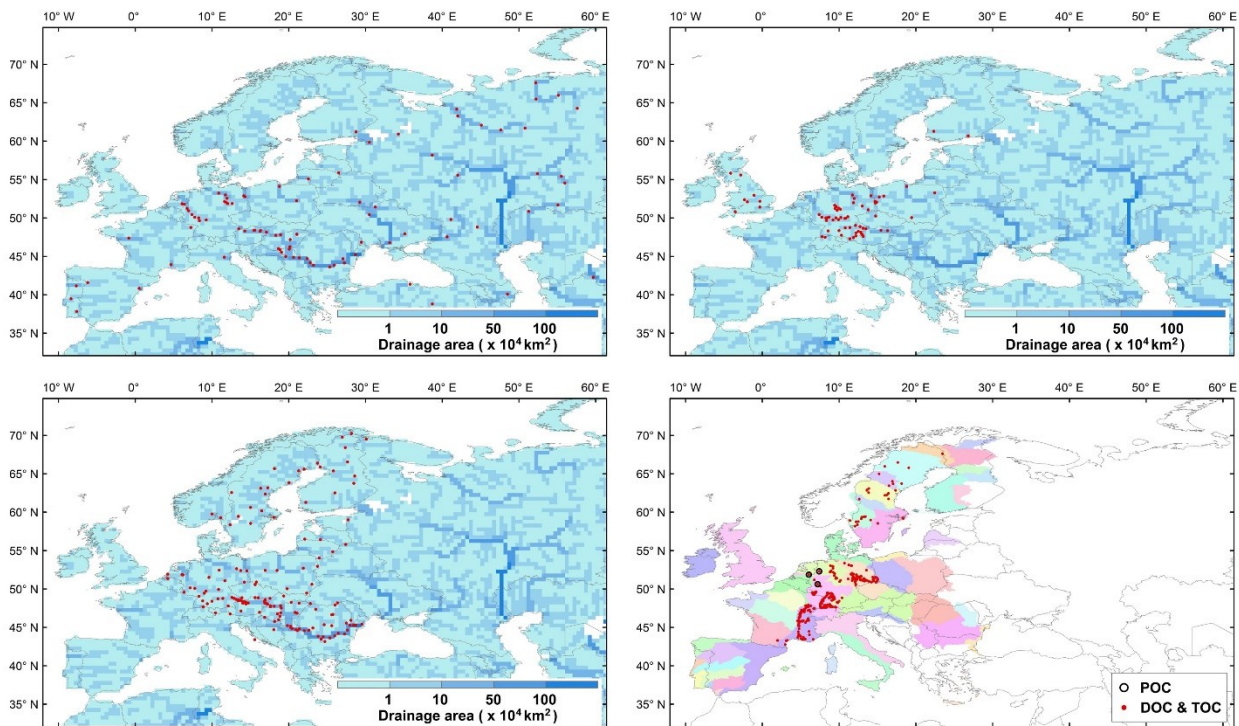 10° W 0° 10° E 20° E 30° E 40° E 50° E 60° E
70° N
65° N
60° N
55° N
50° N
45° N
40° N
35° N
1 10 50 100
Drainage area ( x 10⁴ km²)
10° W 0° 10° E 20° E 30° E 40° E 50° E 60° E
70° N
65° N
60° N
55° N
50° N
45° N
40° N
35° N
1 10 50 100
Drainage area ( x 10⁴ km²)
10° W 0° 10° E 20° E 30° E 40° E 50° E 60° E
70° N
65° N
60° N
55° N
50° N
45° N
40° N
35° N
1 10 50 100
Drainage area ( x 10⁴ km²)
10° W 0° 10° E 20° E 30° E 40° E 50° E 60° E
70° N
65° N
60° N
55° N
50° N
45° N
40° N
35° N
POC
DOC & TOC